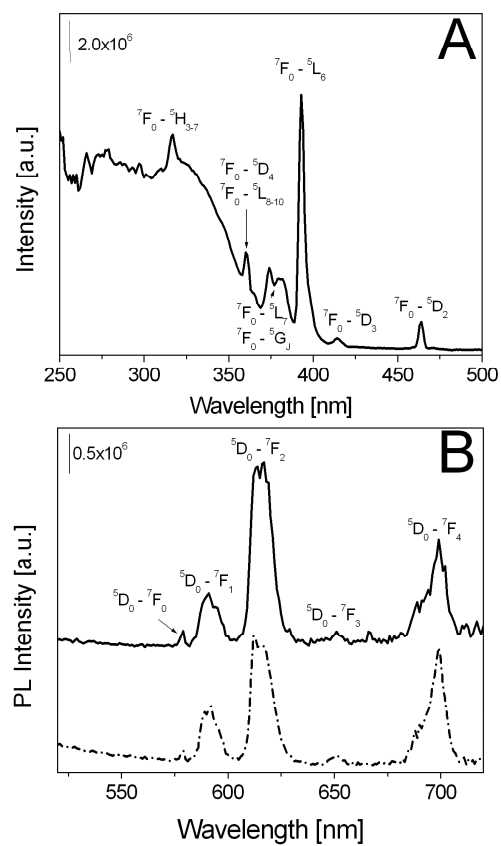 2.0x10⁶
A
⁷F₀ - ⁵L₆
⁷F₀ - ⁵H₃₋₇
⁷F₀ - ⁵D₄
⁷F₀ - ⁵L₈₋₁₀
⁷F₀ - ⁵L₇
⁷F₀ - ⁵G_J
⁷F₀ - ⁵D₃
⁷F₀ - ⁵D₂
Intensity [a.u.]
250 300 350 400 450 500
Wavelength [nm]
0.5x10⁶
B
⁵D₀ - ⁷F₂
⁵D₀ - ⁷F₄
⁵D₀ - ⁷F₀
⁵D₀ - ⁷F₁
⁵D₀ - ⁷F₃
PL Intensity [a.u.]
550 600 650 700
Wavelength [nm]